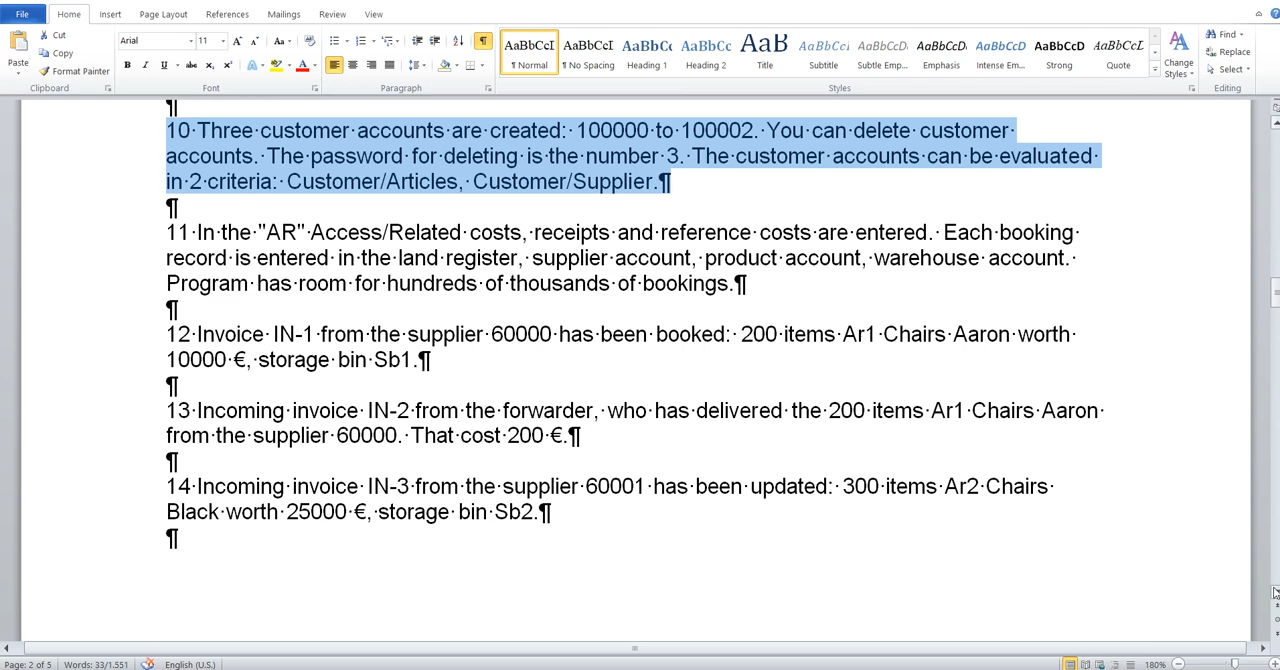 File Home Insert Page Layout References Mailings Review View
Paste Cut Copy Format Painter Clipboard
Arial 11 Font
Paragraph
AaBbCcI ¶ Normal AaBbCcI ¶ No Spacing AaBbCc Heading 1 AaBbCc Heading 2 AaB Title AaBbCcI Subtitle AaBbCcDc Subtle Emp... AaBbCcDc Emphasis AaBbCcD Intense Em... AaBbCcD Strong AaBbCcL Quote Change Styles Styles
Find Replace Select Editing
¶
10·Three·customer·accounts·are·created:·100000·to·100002.·You·can·delete·customer·
accounts.·The·password·for·deleting·is·the·number·3.·The·customer·accounts·can·be·evaluated·
in·2·criteria:·Customer/Articles,·Customer/Supplier.¶
¶
11·In·the·"AR"·Access/Related·costs,·receipts·and·reference·costs·are·entered.·Each·booking·
record·is·entered·in·the·land·register,·supplier·account,·product·account,·warehouse·account.·
Program·has·room·for·hundreds·of·thousands·of·bookings.¶
¶
12·Invoice·IN-1·from·the·supplier·60000·has·been·booked:·200·items·Ar1·Chairs·Aaron·worth·
10000·€,·storage·bin·Sb1.¶
¶
13·Incoming·invoice·IN-2·from·the·forwarder,·who·has·delivered·the·200·items·Ar1·Chairs·Aaron·
from·the·supplier·60000.·That·cost·200·€.¶
¶
14·Incoming·invoice·IN-3·from·the·supplier·60001·has·been·updated:·300·items·Ar2·Chairs·
Black·worth·25000·€,·storage·bin·Sb2.¶
¶
Page: 2 of 5 Words: 33/1.551 English (U.S.) 180%